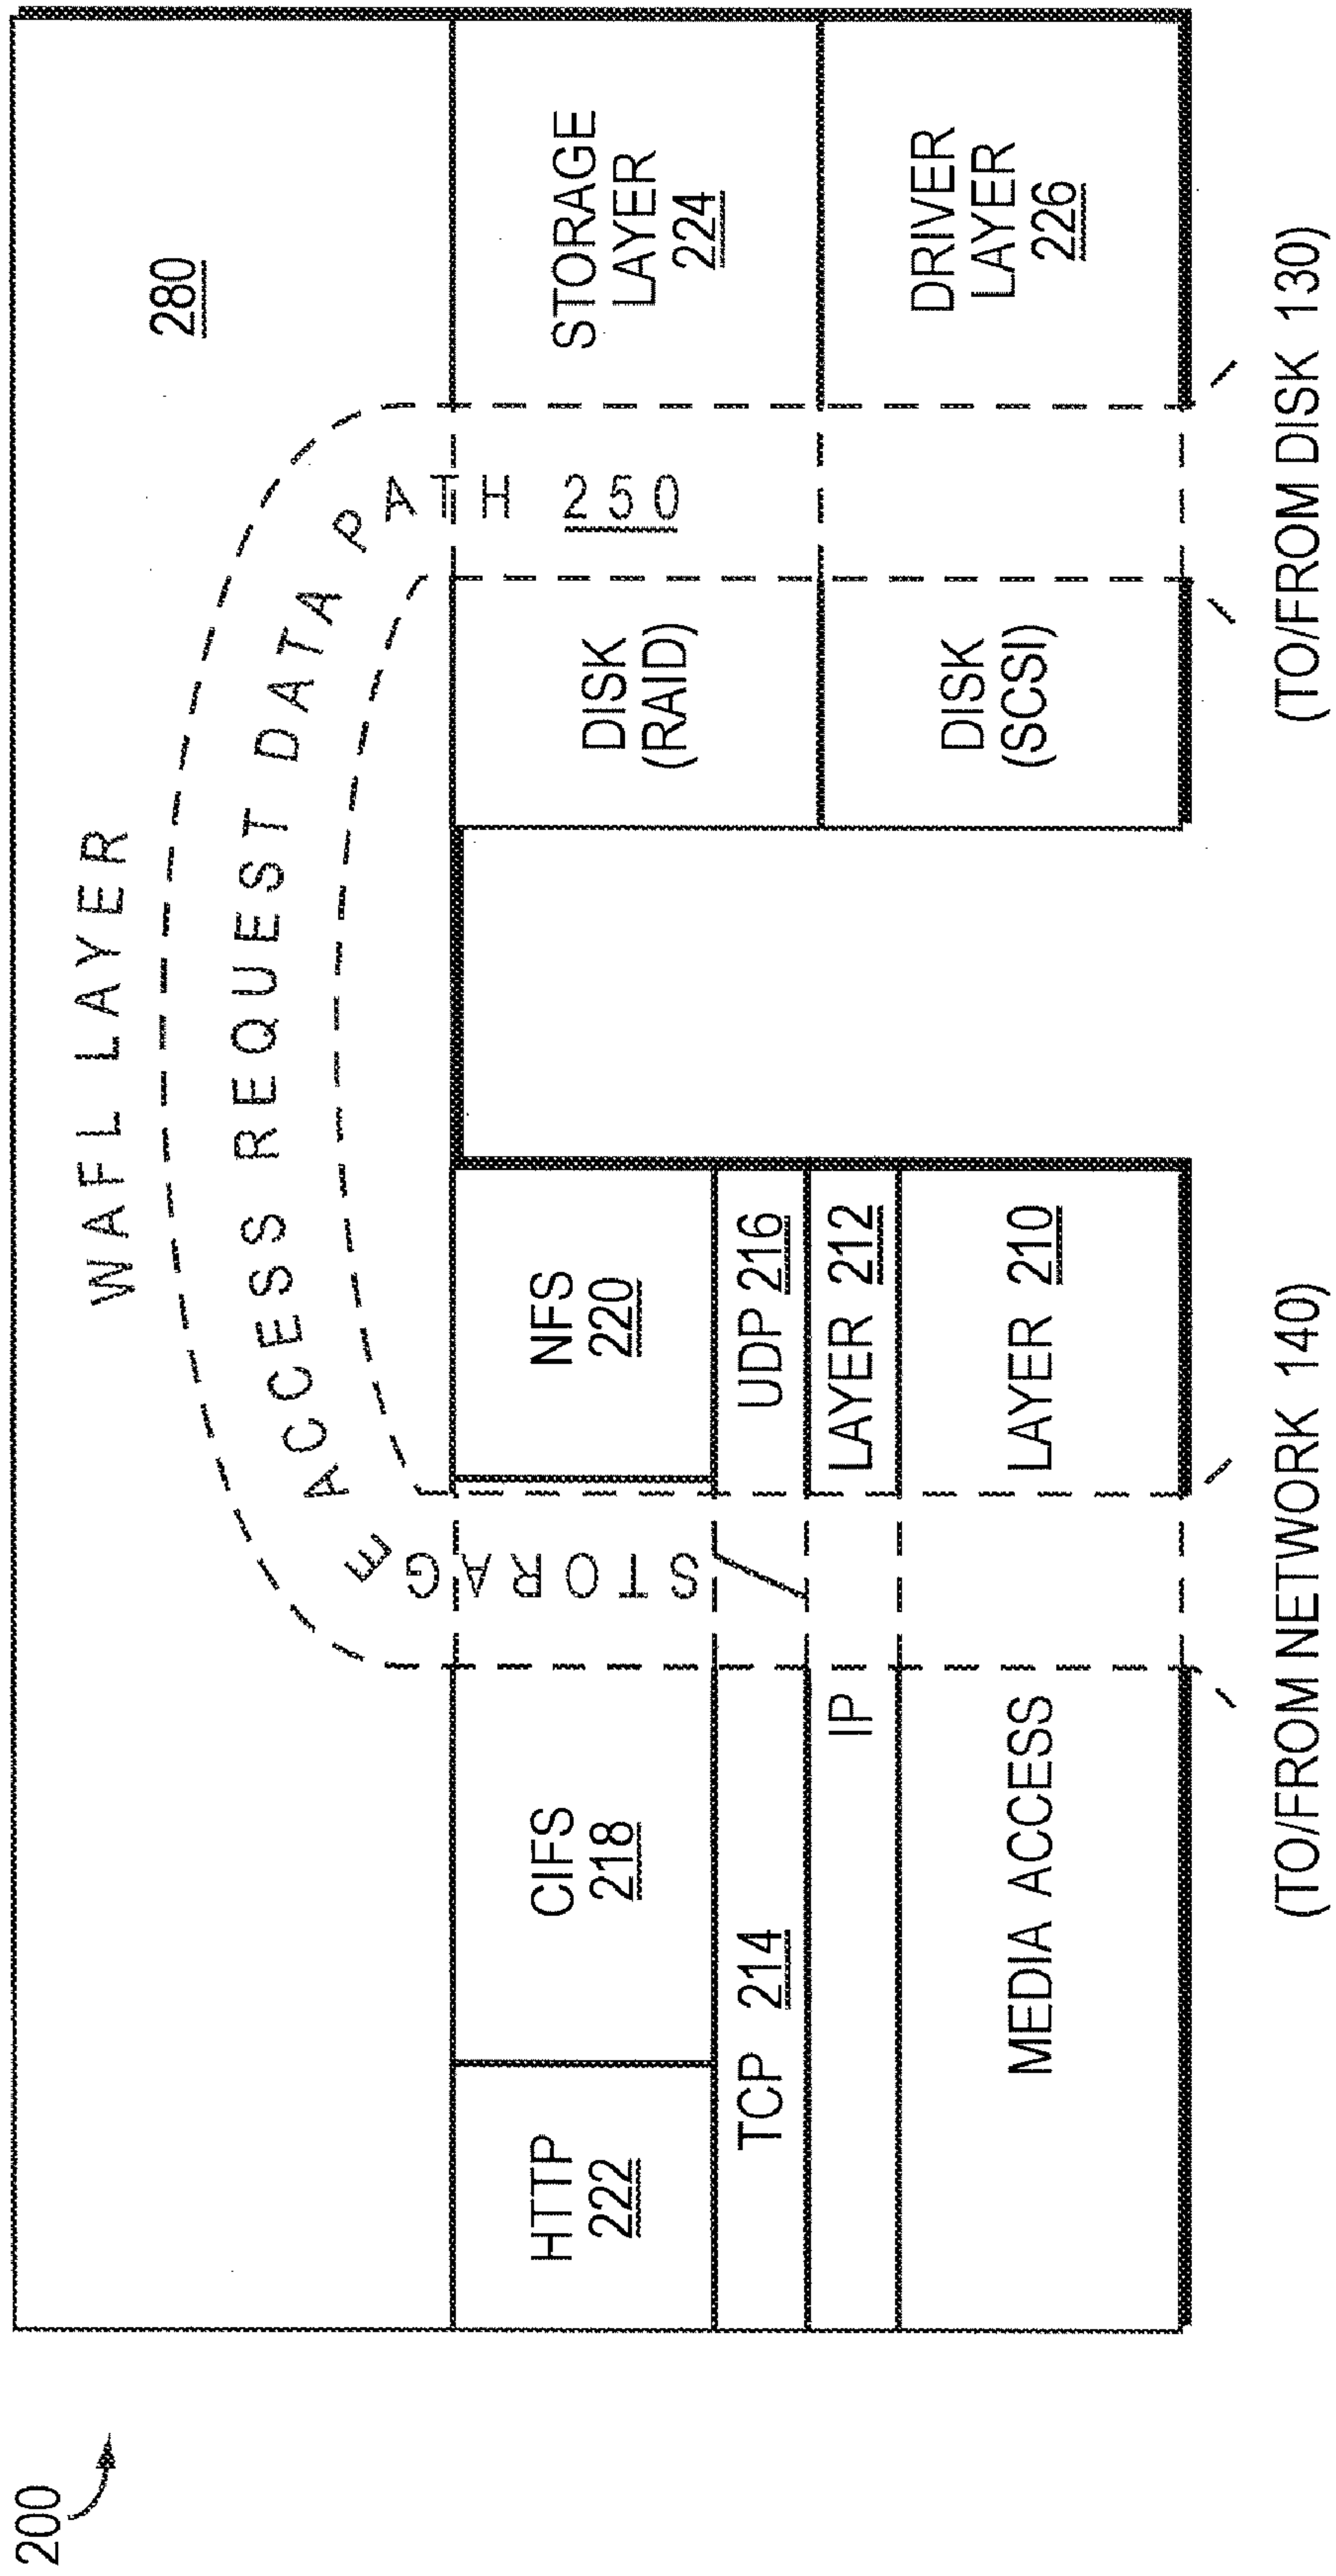 200
WAFL LAYER
280
STORAGE ACCESS REQUEST DATA PATH 250
HTTP
222
CIFS
218
NFS
220
DISK
(RAID)
STORAGE
LAYER
224
TCP 214
UDP 216
IP
LAYER 212
MEDIA ACCESS
LAYER 210
DISK
(SCSI)
DRIVER
LAYER
226
(TO/FROM NETWORK 140)
(TO/FROM DISK 130)